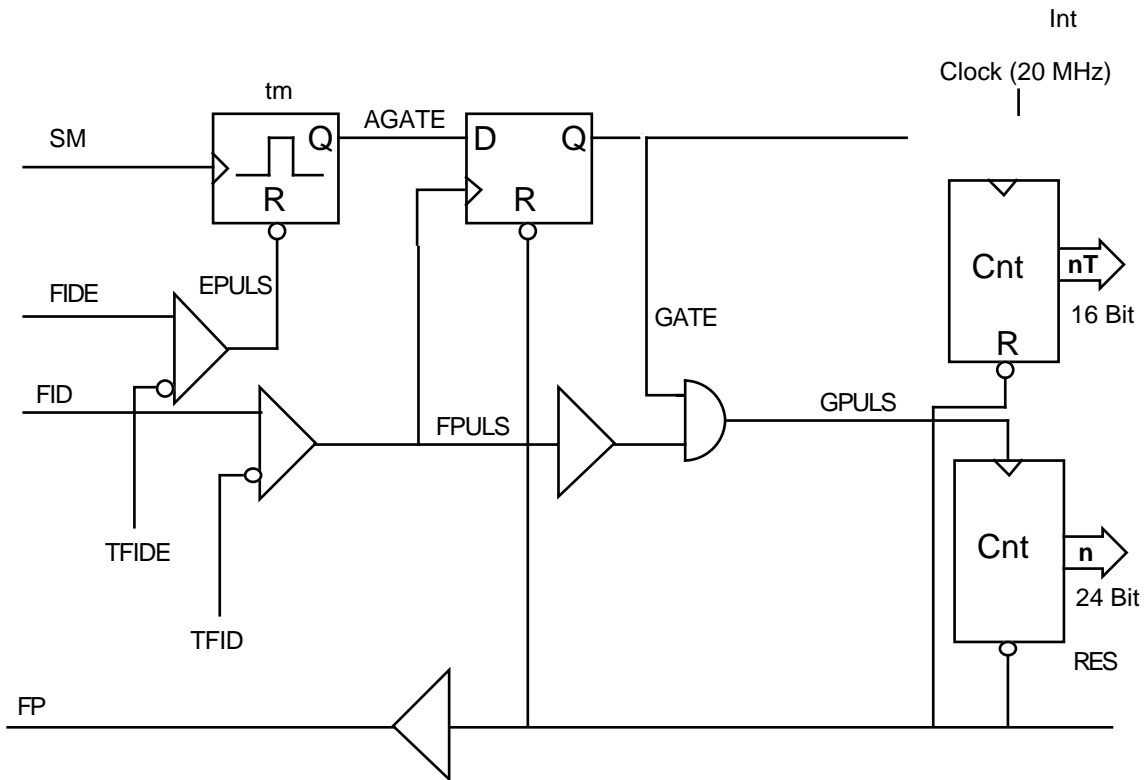 Int
Clock (20 MHz)
tm
SM
AGATE
Q
D
Q
R
R
FIDE
EPULS
GATE
Cnt
nT
16 Bit
R
FID
FPULS
GPULS
TFIDE
Cnt
n
24 Bit
TFID
RES
FP